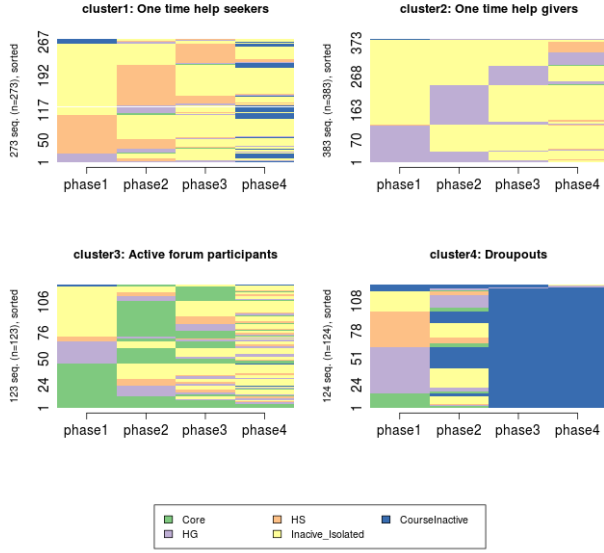 cluster1: One time help seekers
273 seq. (n=273), sorted
1 50 117 192 267
phase1 phase2 phase3 phase4
cluster2: One time help givers
383 seq. (n=383), sorted
1 70 163 268 373
phase1 phase2 phase3 phase4
cluster3: Active forum participants
123 seq. (n=123), sorted
1 24 50 76 106
phase1 phase2 phase3 phase4
cluster4: Droupouts
124 seq. (n=124), sorted
1 24 51 78 108
phase1 phase2 phase3 phase4
Core HS CourseInactive
HG Inacive_Isolated